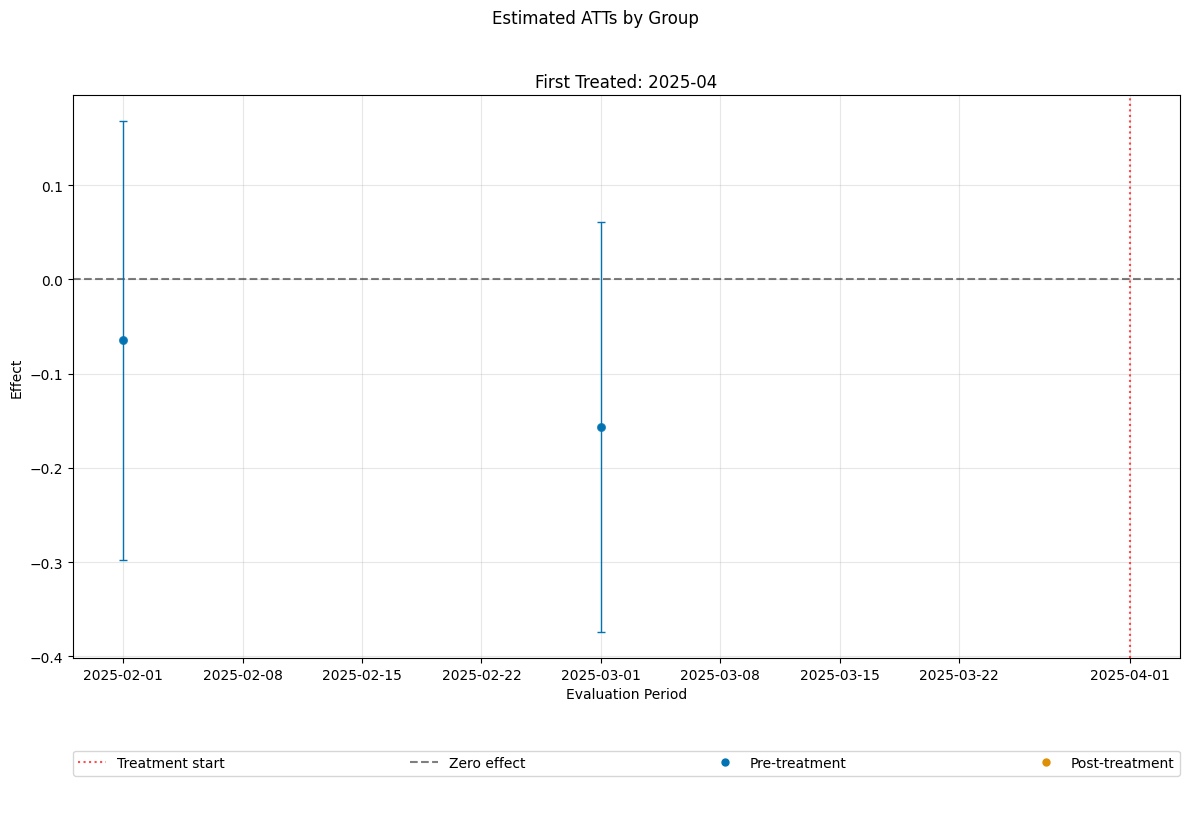 Estimated ATTs by Group
First Treated: 2025-04
0.1
0.0
−0.1
−0.2
−0.3
−0.4
Effect
2025-02-01 2025-02-08 2025-02-15 2025-02-22 2025-03-01 2025-03-08 2025-03-15 2025-03-22 2025-04-01
Evaluation Period
Treatment start Zero effect Pre-treatment Post-treatment